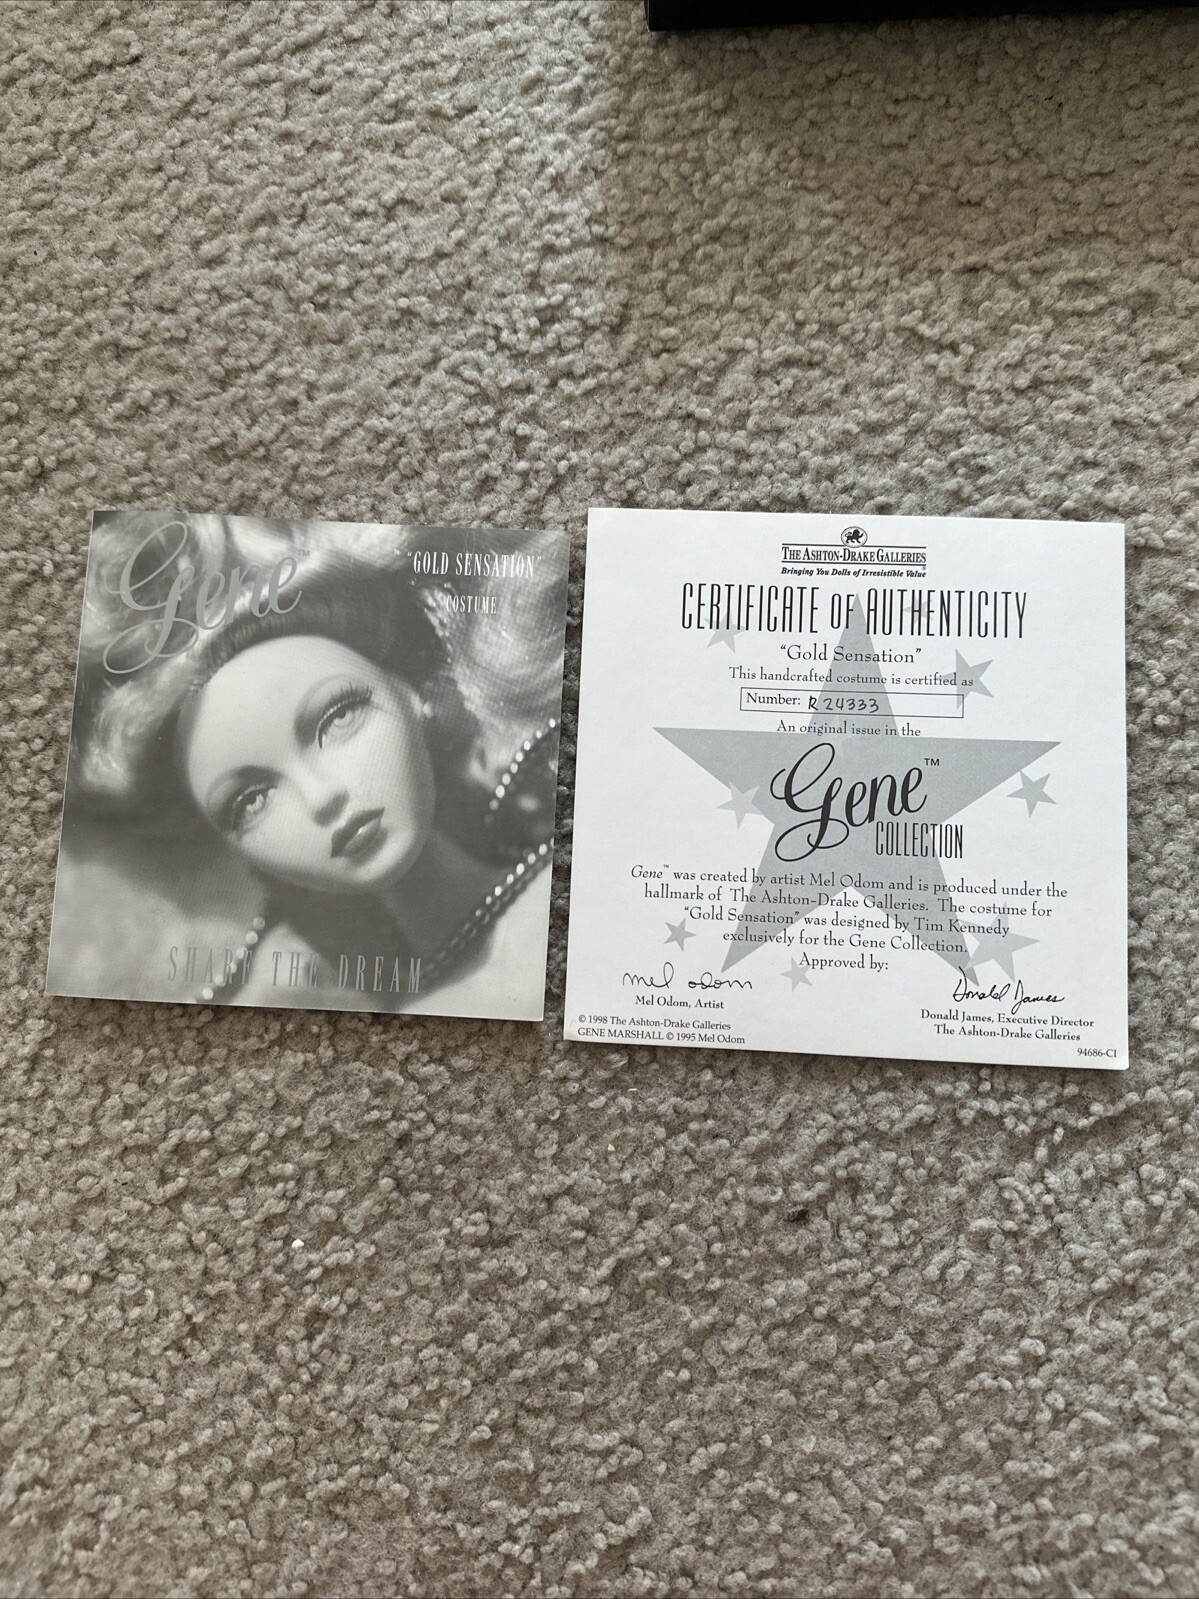 Gene™
"GOLD SENSATION"
COSTUME
SHARE THE DREAM
THE ASHTON-DRAKE GALLERIES
Bringing You Dolls of Irresistible Value®
CERTIFICATE OF AUTHENTICITY
"Gold Sensation"
This handcrafted costume is certified as
Number: R24333
An original issue in the
Gene™
COLLECTION
Gene™ was created by artist Mel Odom and is produced under the
hallmark of The Ashton-Drake Galleries. The costume for
"Gold Sensation" was designed by Tim Kennedy
exclusively for the Gene Collection.
Approved by:
mel odom
Mel Odom, Artist
Donald James
Donald James, Executive Director
The Ashton-Drake Galleries
© 1998 The Ashton-Drake Galleries
GENE MARSHALL © 1995 Mel Odom
94686-CI